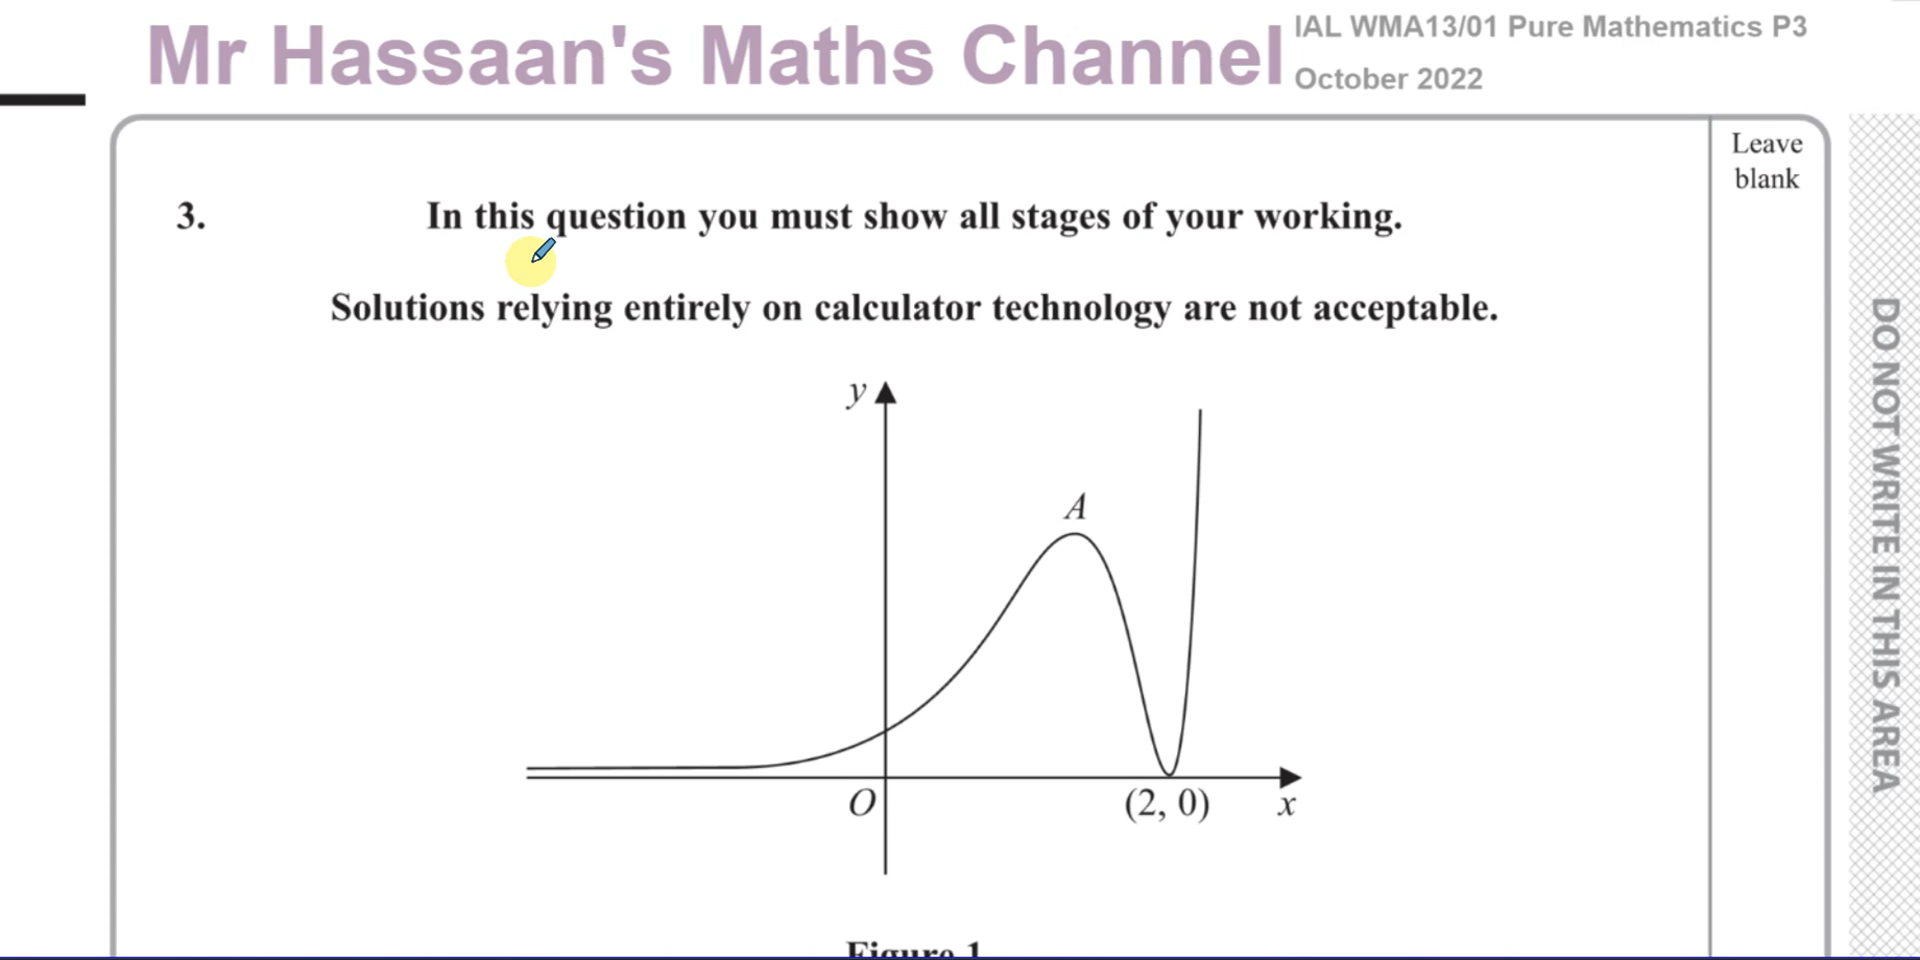 Mr Hassaan's Maths Channel
IAL WMA13/01 Pure Mathematics P3
October 2022
Leave
blank
3. In this question you must show all stages of your working.
Solutions relying entirely on calculator technology are not acceptable.
y
A
O
(2, 0)
x
Figure 1
DO NOT WRITE IN THIS AREA